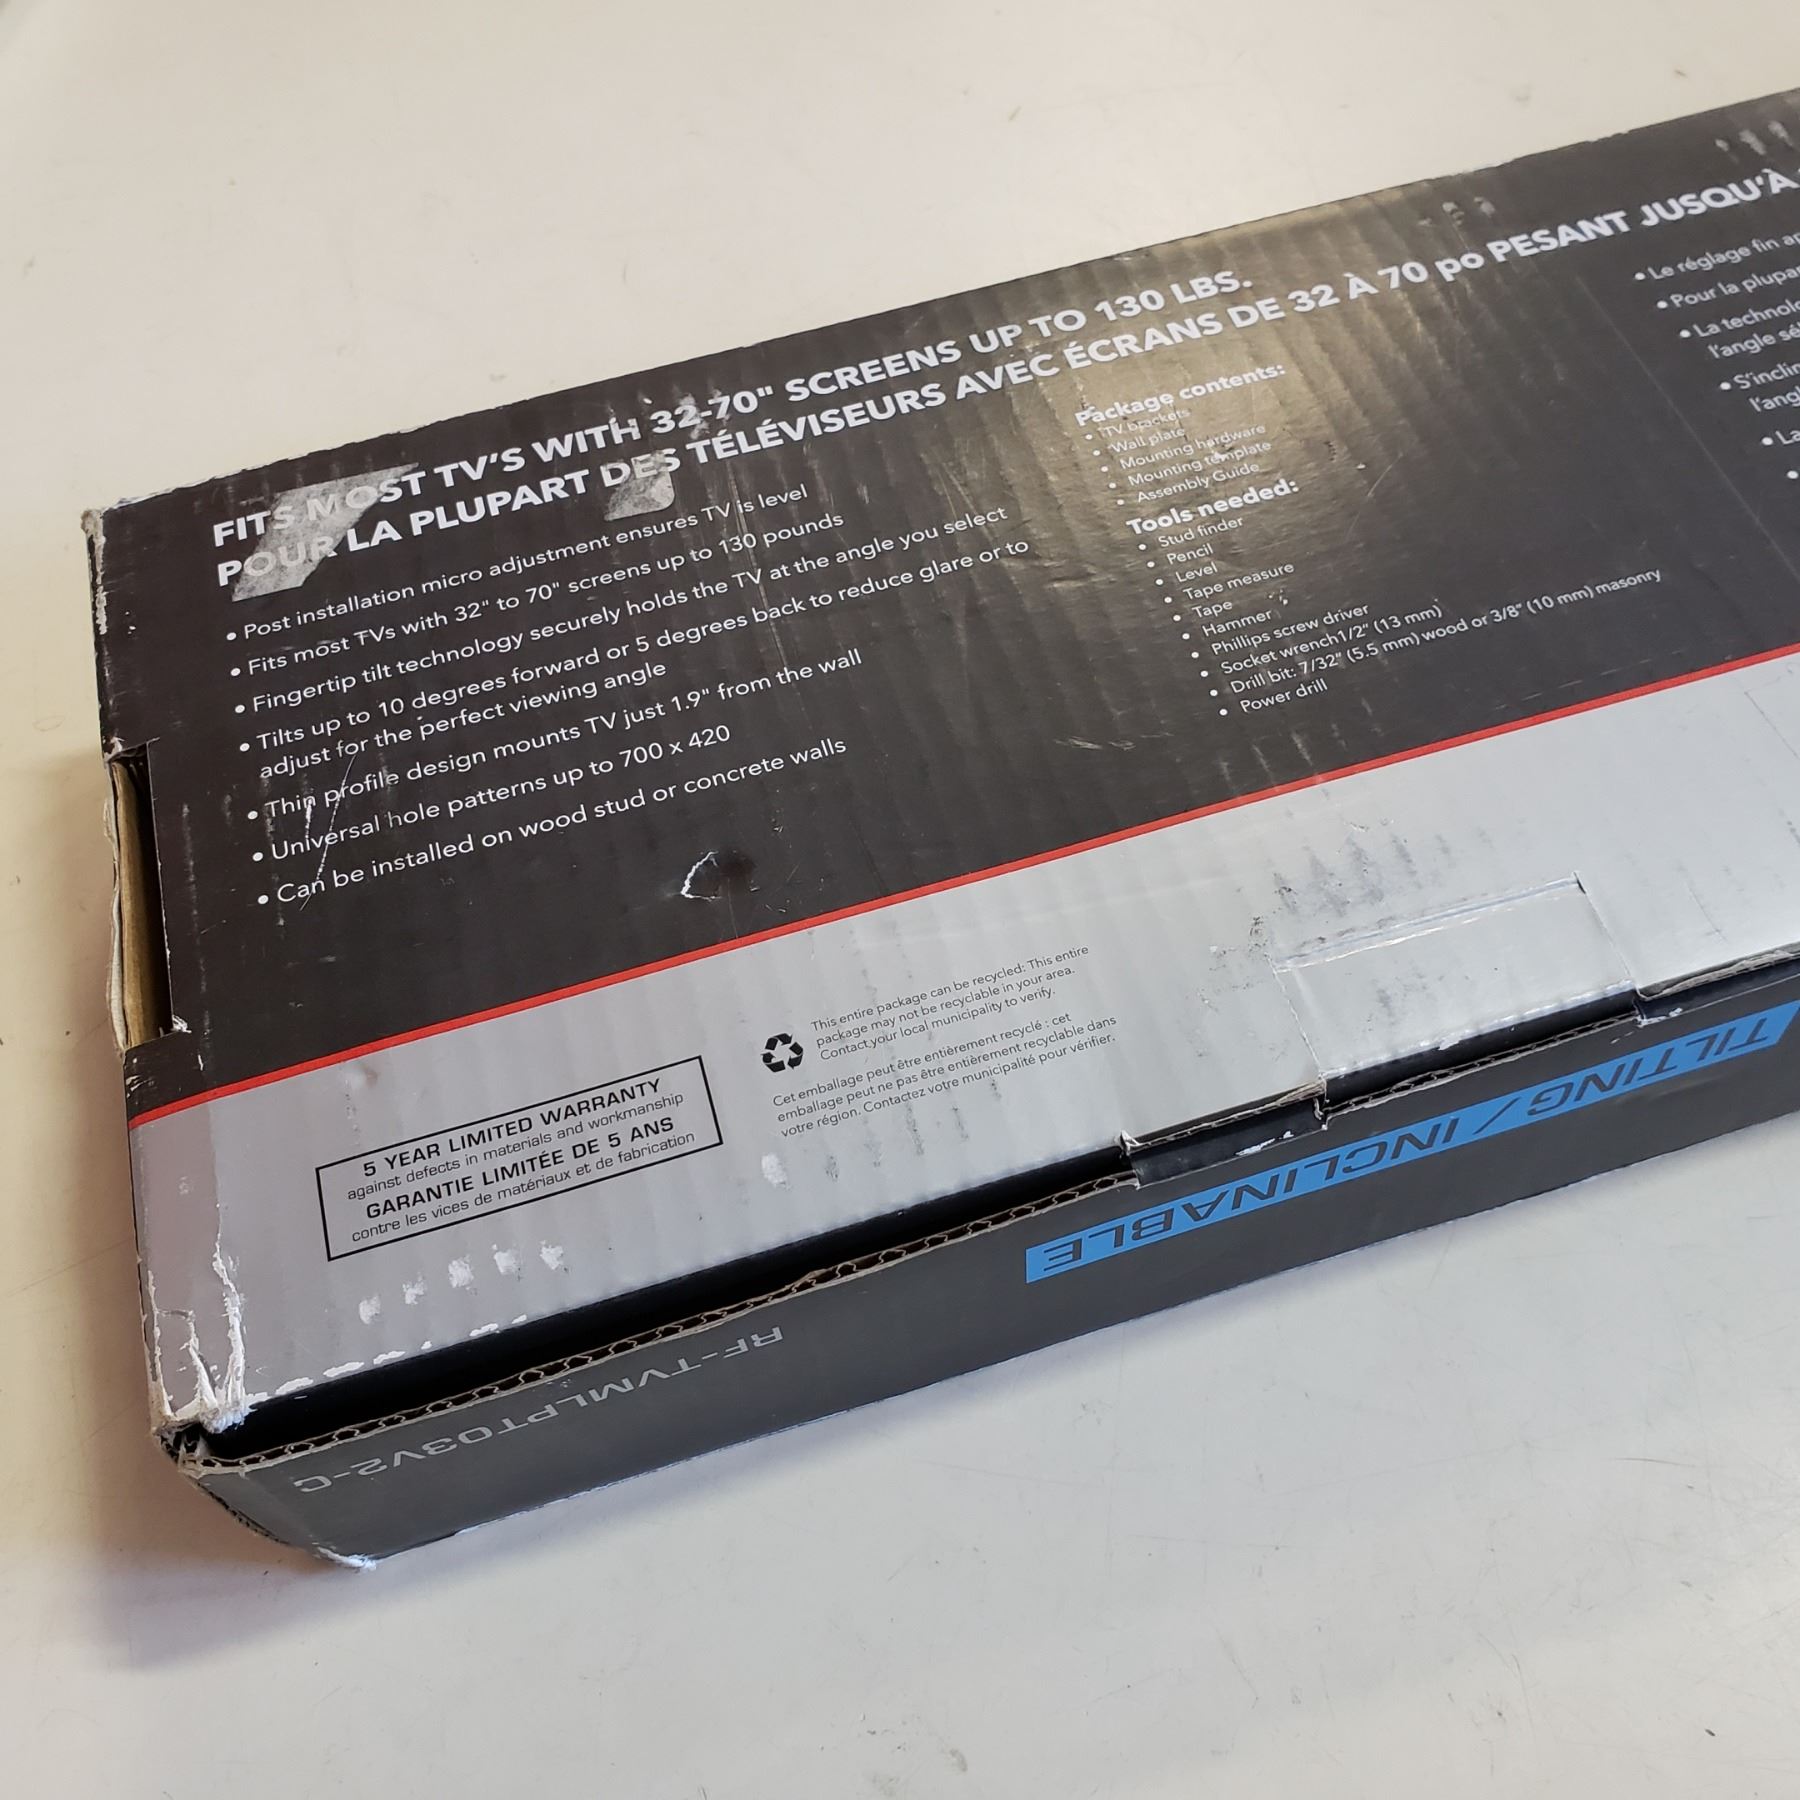 FITS MOST TV'S WITH 32-70" SCREENS UP TO 130 LBS.
POUR LA PLUPART DES TÉLÉVISEURS AVEC ÉCRANS DE 32 À 70 po PESANT JUSQU'À
• Post installation micro adjustment ensures TV is level
• Fits most TVs with 32" to 70" screens up to 130 pounds
• Fingertip tilt technology securely holds the TV at the angle you select
• Tilts up to 10 degrees forward or 5 degrees back to reduce glare or to
adjust for the perfect viewing angle
• Thin profile design mounts TV just 1.9" from the wall
• Universal hole patterns up to 700 x 420
• Can be installed on wood stud or concrete walls
Package contents:
• TV brackets
• Wall plate
• Mounting hardware
• Mounting template
• Assembly Guide
Tools needed:
• Stud finder
• Pencil
• Level
• Tape measure
• Tape
• Hammer
• Phillips screw driver
• Socket wrench1/2" (13 mm)
• Drill bit: 7/32" (5.5 mm) wood or 3/8" (10 mm) masonry
• Power drill
• Le réglage fin
• Pour la
• La
l'angle
•
• La
5 YEAR LIMITED WARRANTY
against defects in materials and workmanship
GARANTIE LIMITÉE DE 5 ANS
contre les vices de matériaux et de fabrication
This entire package can be recycled: This entire
package may not be recyclable in your area.
Contact your local municipality to verify.
Cet emballage peut être entièrement recyclé : cet
emballage peut ne pas être entièrement recyclable dans
votre région. Contactez votre municipalité pour vérifier.
TILTING / INCLINABLE
RF-TVMLPT03V2-C